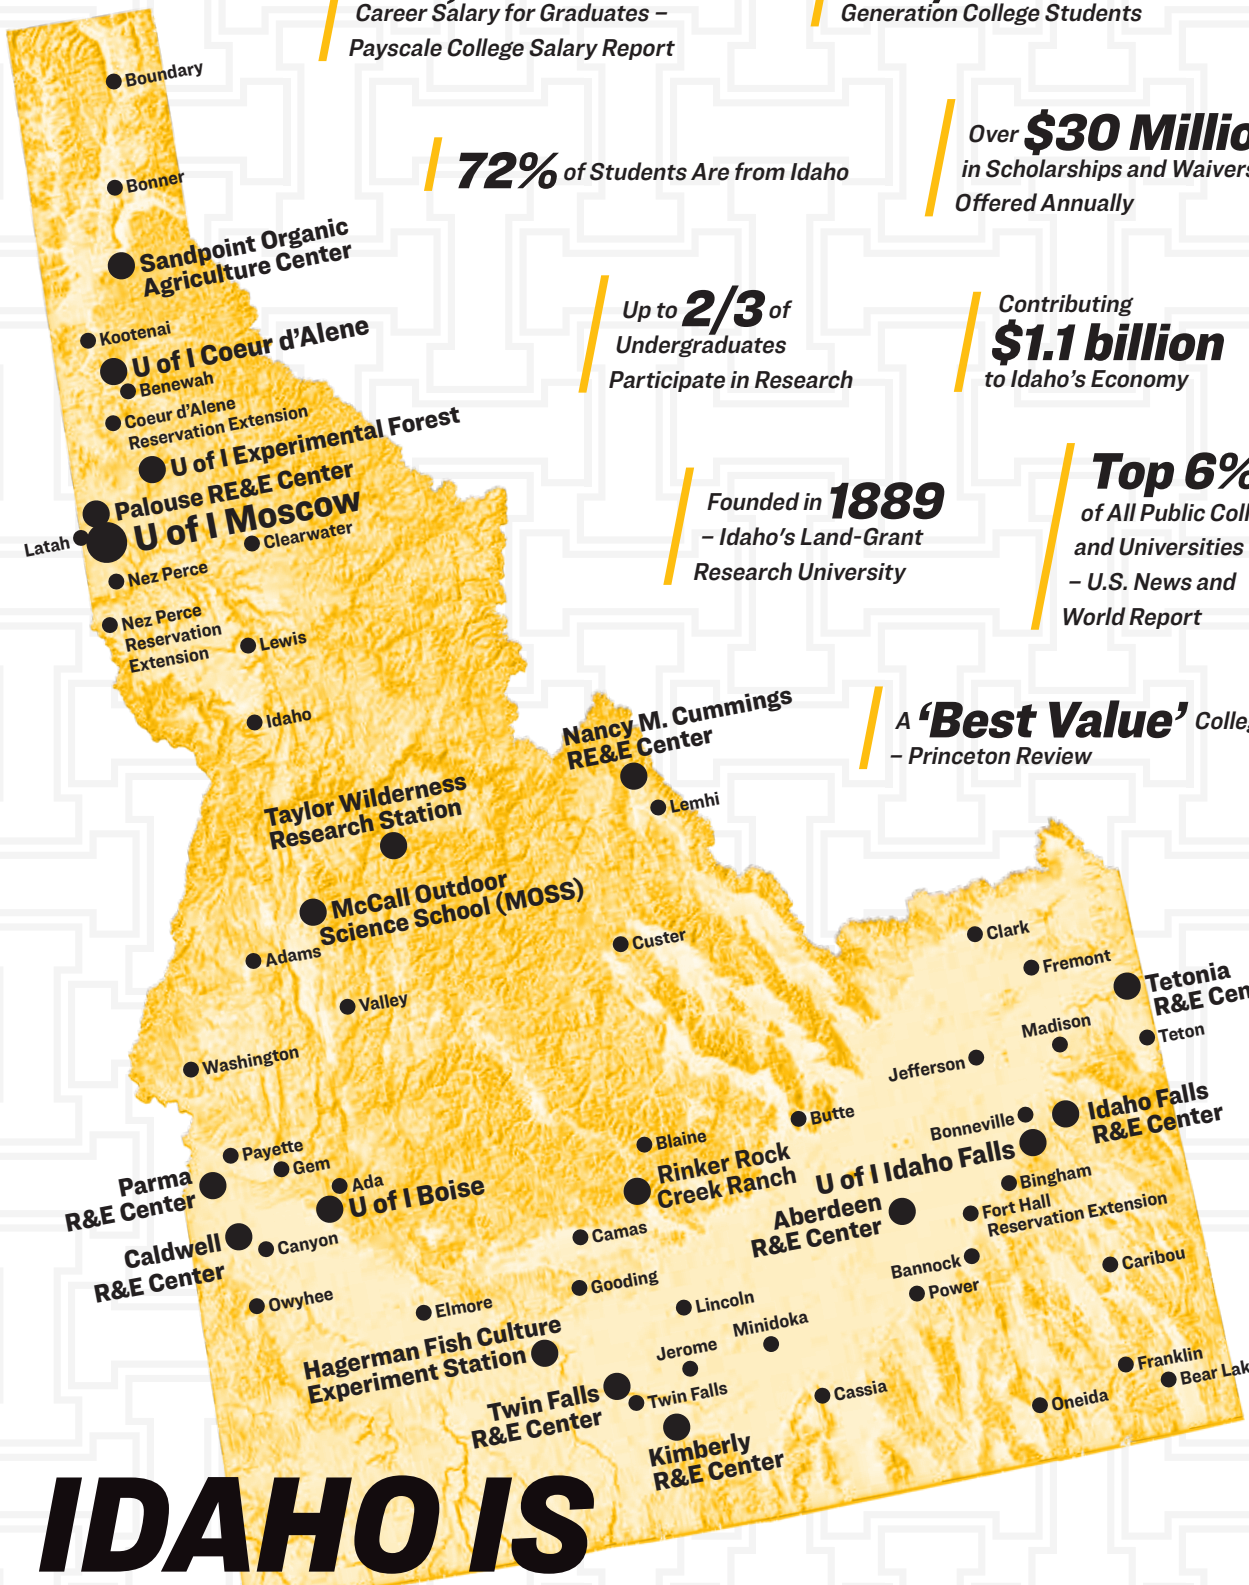 Career Salary for Graduates –
Payscale College Salary Report
Generation College Students
72% of Students Are from Idaho
Over $30 Millio
in Scholarships and Waivers
Offered Annually
Up to 2/3 of
Undergraduates
Participate in Research
Contributing
$1.1 billion
to Idaho's Economy
Founded in 1889
– Idaho's Land-Grant
Research University
Top 6%
of All Public Coll
and Universities
– U.S. News and
World Report
A 'Best Value' Colleg
– Princeton Review
Boundary
Bonner
Sandpoint Organic
Agriculture Center
Kootenai
U of I Coeur d'Alene
Benewah
Coeur d'Alene
Reservation Extension
U of I Experimental Forest
Palouse RE&E Center
U of I Moscow
Latah
Clearwater
Nez Perce
Nez Perce
Reservation
Extension
Lewis
Idaho
Nancy M. Cummings
RE&E Center
Lemhi
Taylor Wilderness
Research Station
McCall Outdoor
Science School (MOSS)
Adams
Custer
Valley
Washington
Clark
Fremont
Tetonia
R&E Cen
Madison
Teton
Jefferson
Butte
Bonneville
Idaho Falls
R&E Center
U of I Idaho Falls
Payette
Gem
Parma
R&E Center
Ada
U of I Boise
Blaine
Rinker Rock
Creek Ranch
Bingham
Aberdeen
R&E Center
Fort Hall
Reservation Extension
Caldwell
R&E Center
Canyon
Camas
Bannock
Caribou
Power
Owyhee
Elmore
Gooding
Lincoln
Minidoka
Hagerman Fish Culture
Experiment Station
Jerome
Franklin
Bear Lak
Twin Falls
R&E Center
Twin Falls
Cassia
Oneida
Kimberly
R&E Center
IDAHO IS